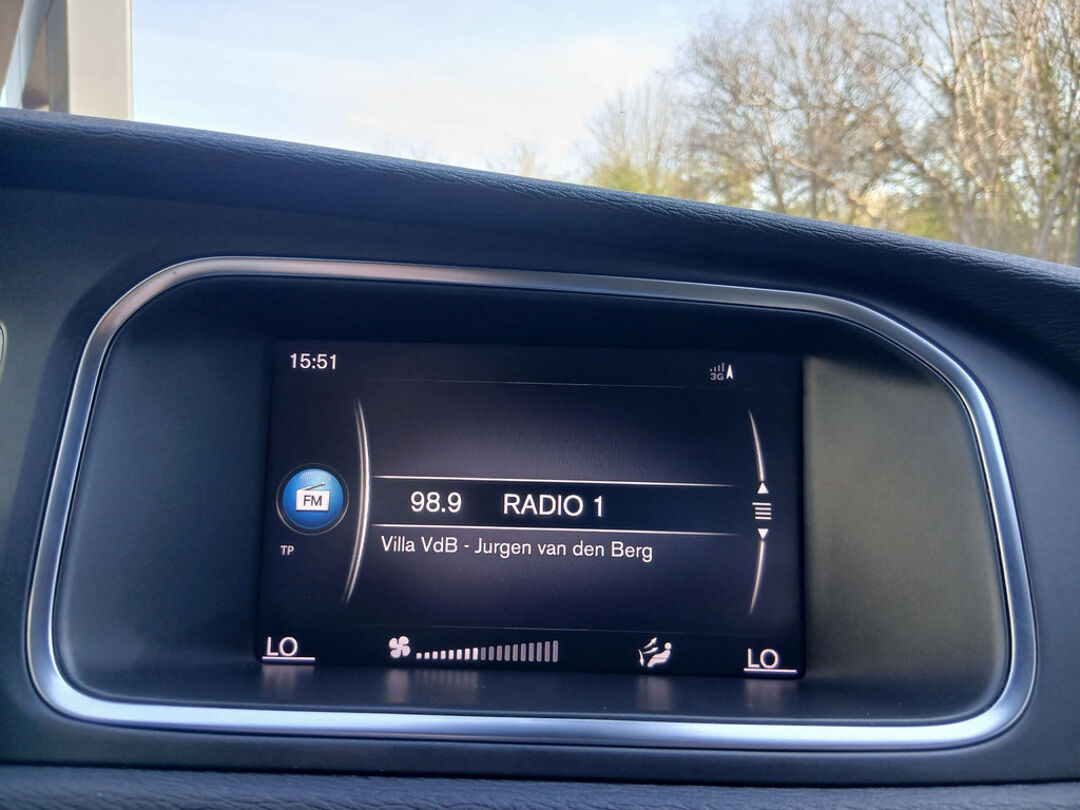 15:51
3G
FM
98.9 RADIO 1
TP
Villa VdB - Jurgen van den Berg
LO
LO